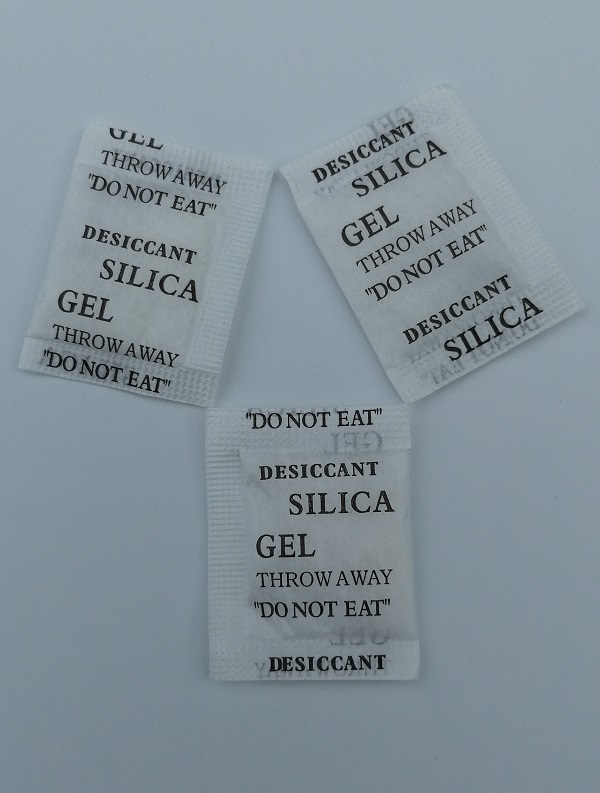 GEL
THROW AWAY
"DO NOT EAT"
DESICCANT
SILICA
GEL
THROW AWAY
"DO NOT EAT"
DESICCANT
SILICA
GEL
THROW AWAY
"DO NOT EAT"
DESICCANT
SILICA
"DO NOT EAT"
DESICCANT
SILICA
GEL
THROW AWAY
"DO NOT EAT"
DESICCANT